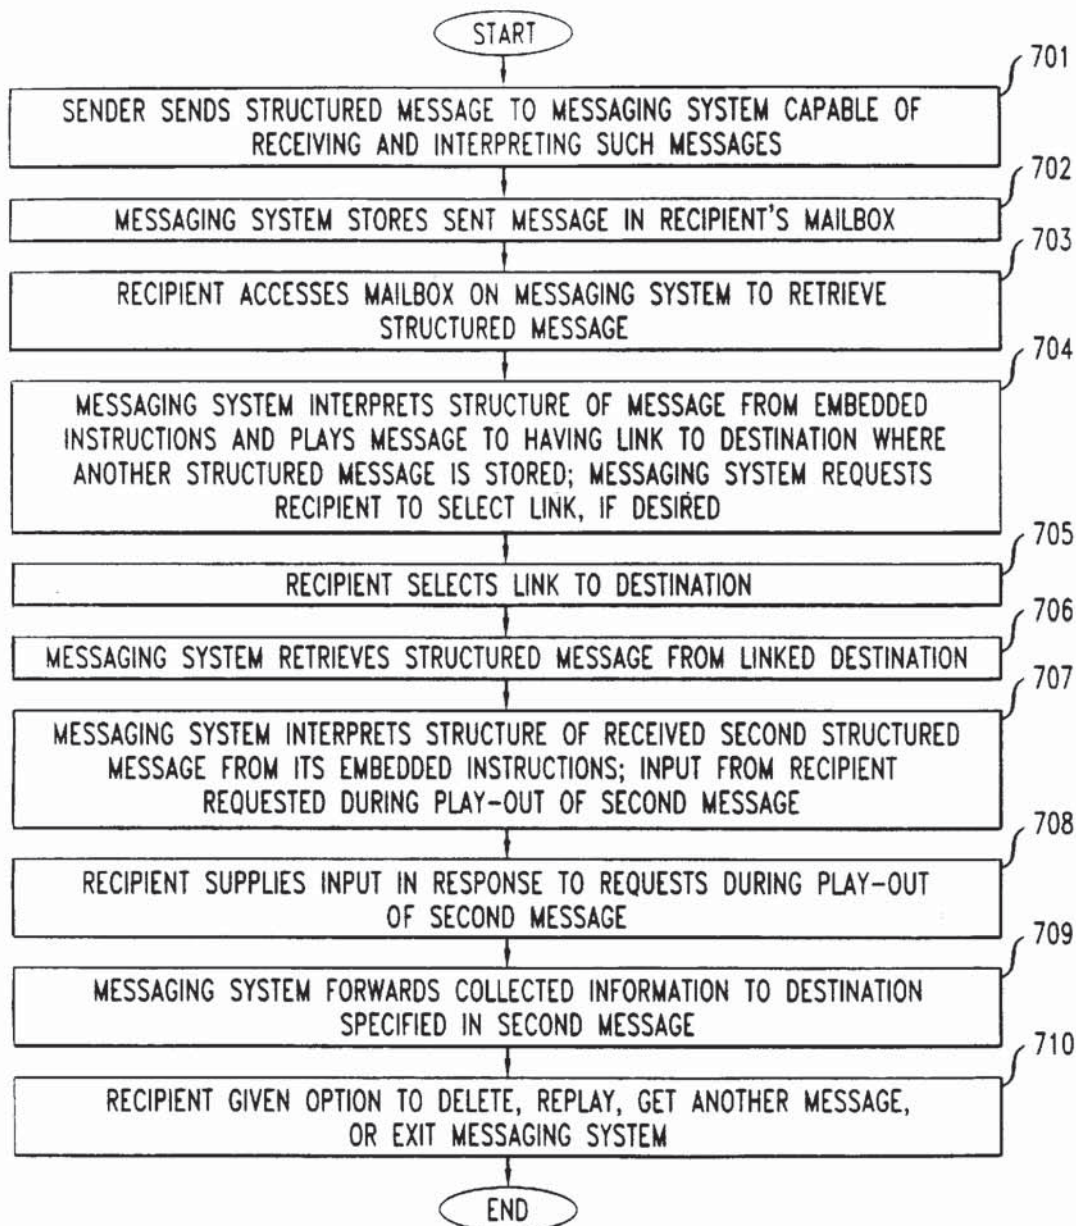 START
701
SENDER SENDS STRUCTURED MESSAGE TO MESSAGING SYSTEM CAPABLE OF
RECEIVING AND INTERPRETING SUCH MESSAGES
702
MESSAGING SYSTEM STORES SENT MESSAGE IN RECIPIENT'S MAILBOX
703
RECIPIENT ACCESSES MAILBOX ON MESSAGING SYSTEM TO RETRIEVE
STRUCTURED MESSAGE
704
MESSAGING SYSTEM INTERPRETS STRUCTURE OF MESSAGE FROM EMBEDDED
INSTRUCTIONS AND PLAYS MESSAGE TO HAVING LINK TO DESTINATION WHERE
ANOTHER STRUCTURED MESSAGE IS STORED; MESSAGING SYSTEM REQUESTS
RECIPIENT TO SELECT LINK, IF DESIRED
705
RECIPIENT SELECTS LINK TO DESTINATION
706
MESSAGING SYSTEM RETRIEVES STRUCTURED MESSAGE FROM LINKED DESTINATION
707
MESSAGING SYSTEM INTERPRETS STRUCTURE OF RECEIVED SECOND STRUCTURED
MESSAGE FROM ITS EMBEDDED INSTRUCTIONS; INPUT FROM RECIPIENT
REQUESTED DURING PLAY-OUT OF SECOND MESSAGE
708
RECIPIENT SUPPLIES INPUT IN RESPONSE TO REQUESTS DURING PLAY-OUT
OF SECOND MESSAGE
709
MESSAGING SYSTEM FORWARDS COLLECTED INFORMATION TO DESTINATION
SPECIFIED IN SECOND MESSAGE
710
RECIPIENT GIVEN OPTION TO DELETE, REPLAY, GET ANOTHER MESSAGE,
OR EXIT MESSAGING SYSTEM
END